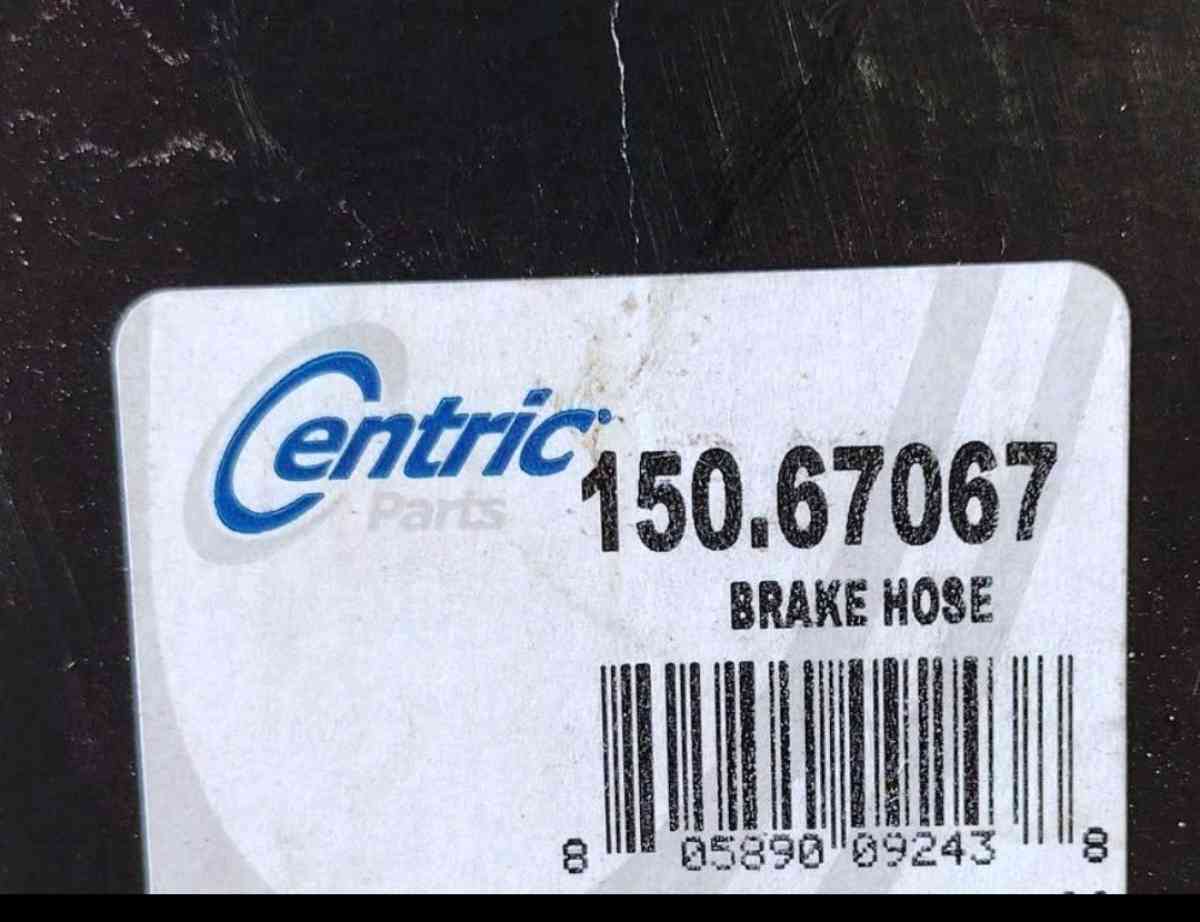 Centric
Parts
150.67067
BRAKE HOSE
8 05890 09243 8